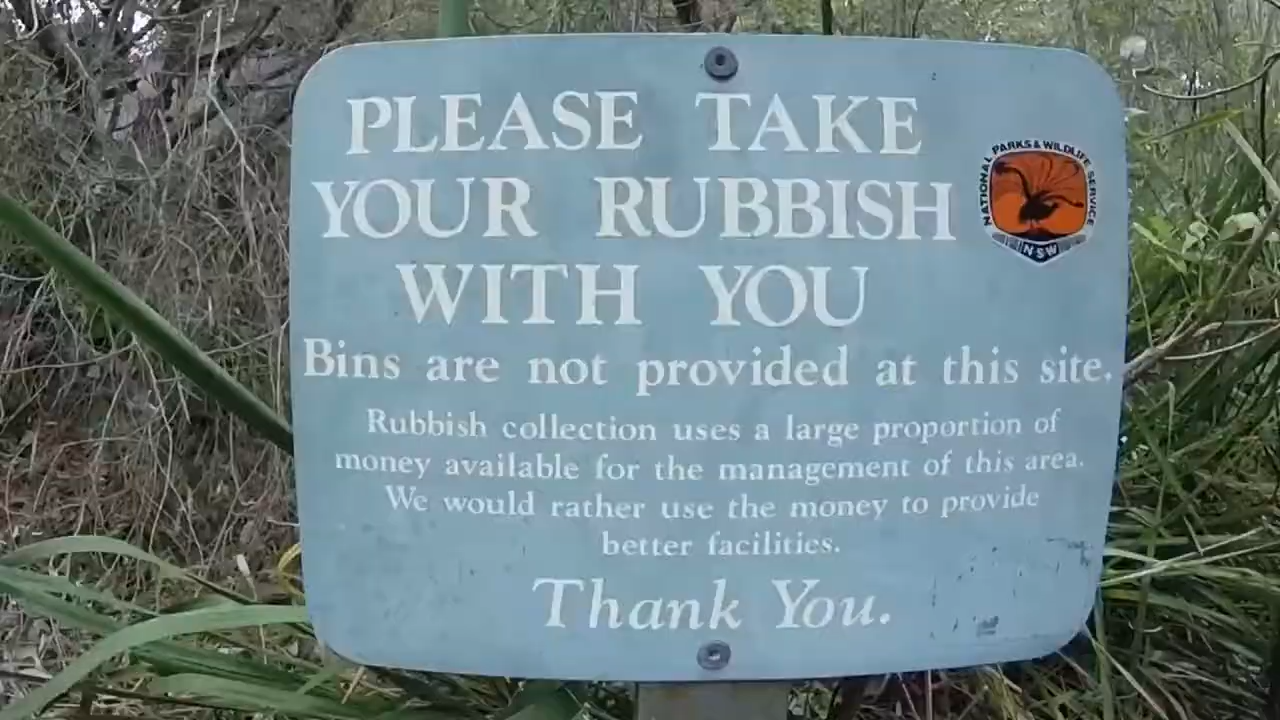 PLEASE TAKE
YOUR RUBBISH
WITH YOU
NATIONAL PARKS & WILDLIFE SERVICE
NSW
Bins are not provided at this site.
Rubbish collection uses a large proportion of
money available for the management of this area.
We would rather use the money to provide
better facilities.
Thank You.